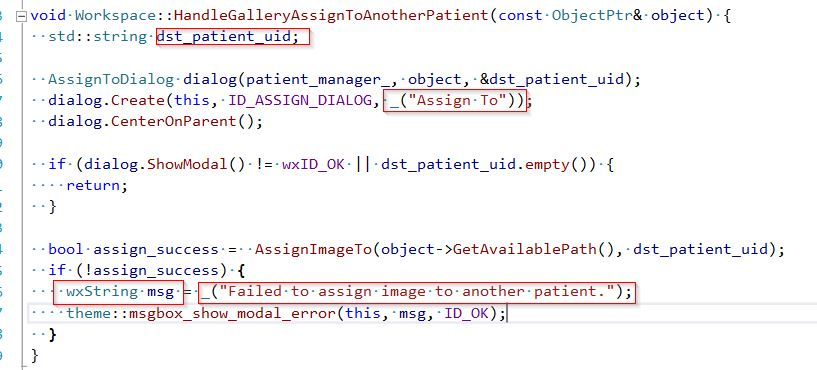 void Workspace::HandleGalleryAssignToAnotherPatient(const ObjectPtr& object) {
  std::string dst_patient_uid;
  AssignToDialog dialog(patient_manager_, object, &dst_patient_uid);
  dialog.Create(this, ID_ASSIGN_DIALOG, _("Assign To"));
  dialog.CenterOnParent();
  if (dialog.ShowModal() != wxID_OK || dst_patient_uid.empty()) {
    return;
  }
  bool assign_success = AssignImageTo(object->GetAvailablePath(), dst_patient_uid);
  if (!assign_success) {
    wxString msg = _("Failed to assign image to another patient.");
    theme::msgbox_show_modal_error(this, msg, ID_OK);
  }
}